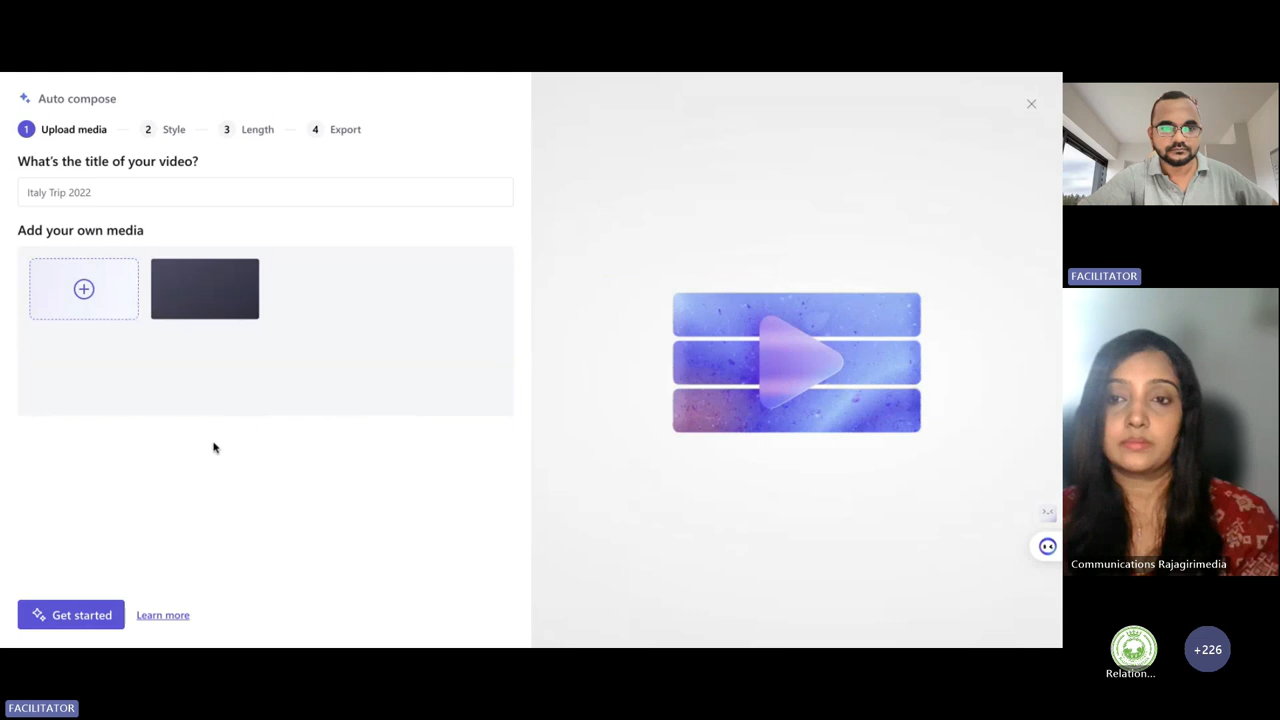 Auto compose
1 Upload media
2 Style
3 Length
4 Export
What's the title of your video?
Italy Trip 2022
Add your own media
Get started
Learn more
FACILITATOR
Communications Rajagirimedia
Relation...
+226
FACILITATOR